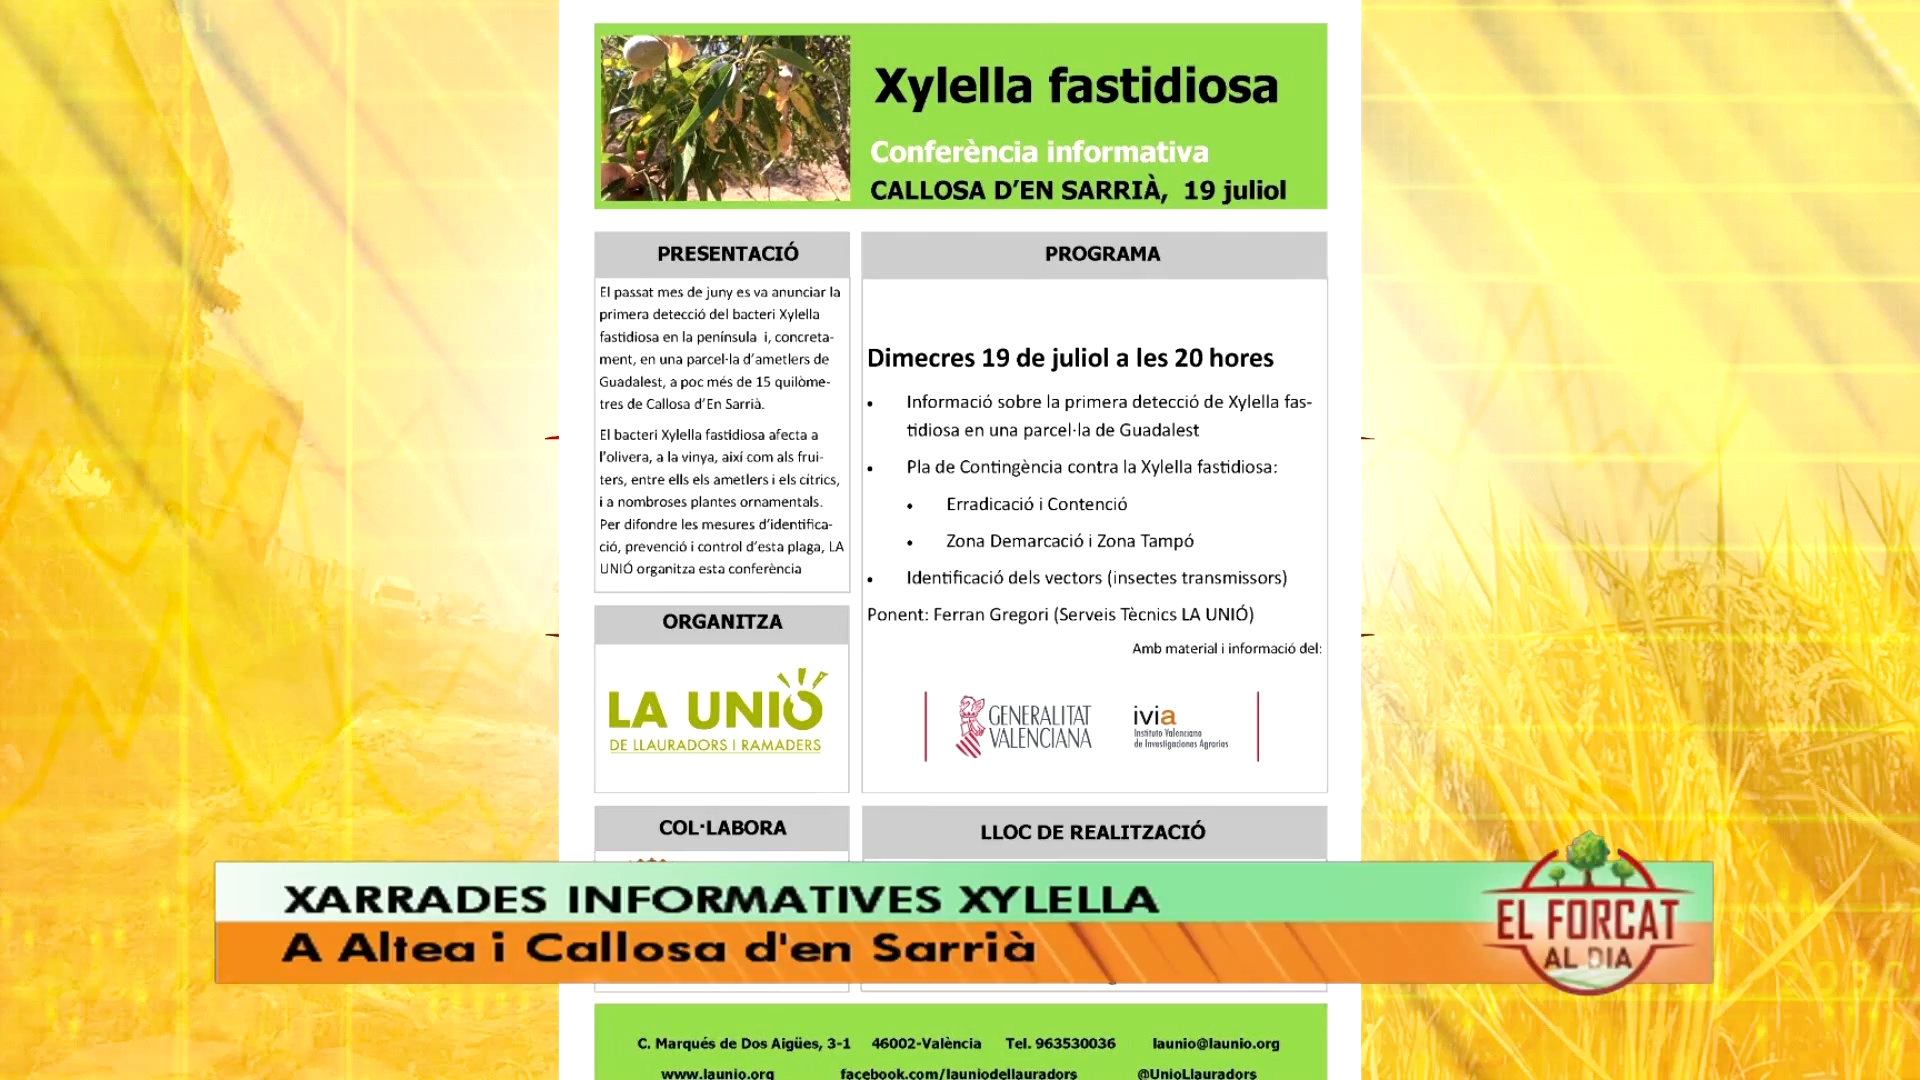 Xylella fastidiosa
Conferència informativa
CALLOSA D'EN SARRIÀ, 19 juliol
PRESENTACIÓ
El passat mes de juny es va anunciar la
primera detecció del bacteri Xylella
fastidiosa en la península i, concreta-
ment, en una parcel·la d'ametlers de
Guadalest, a poc més de 15 quilòme-
tres de Callosa d'En Sarrià.
El bacteri Xylella fastidiosa afecta a
l'olivera, a la vinya, així com als frui-
ters, entre ells els ametlers i els cítrics,
i a nombroses plantes ornamentals.
Per difondre les mesures d'identifica-
ció, prevenció i control d'esta plaga, LA
UNIÓ organitza esta conferència
ORGANITZA
LA UNIÓ
DE LLAURADORS I RAMADERS
COL·LABORA
PROGRAMA
Dimecres 19 de juliol a les 20 hores
• Informació sobre la primera detecció de Xylella fas-
tidiosa en una parcel·la de Guadalest
• Pla de Contingència contra la Xylella fastidiosa:
• Erradicació i Contenció
• Zona Demarcació i Zona Tampó
• Identificació dels vectors (insectes transmissors)
Ponent: Ferran Gregori (Serveis Tècnics LA UNIÓ)
Amb material i informació del:
GENERALITAT
VALENCIANA
ivia
Instituto Valenciano
de Investigaciones Agrarias
LLOC DE REALITZACIÓ
XARRADES INFORMATIVES XYLELLA
A Altea i Callosa d'en Sarrià
EL FORCAT
AL DIA
C. Marqués de Dos Aigües, 3-1 46002-València Tel. 963530036 launio@launio.org
www.launio.org facebook.com/launiodellauradors @UnioLlauradors